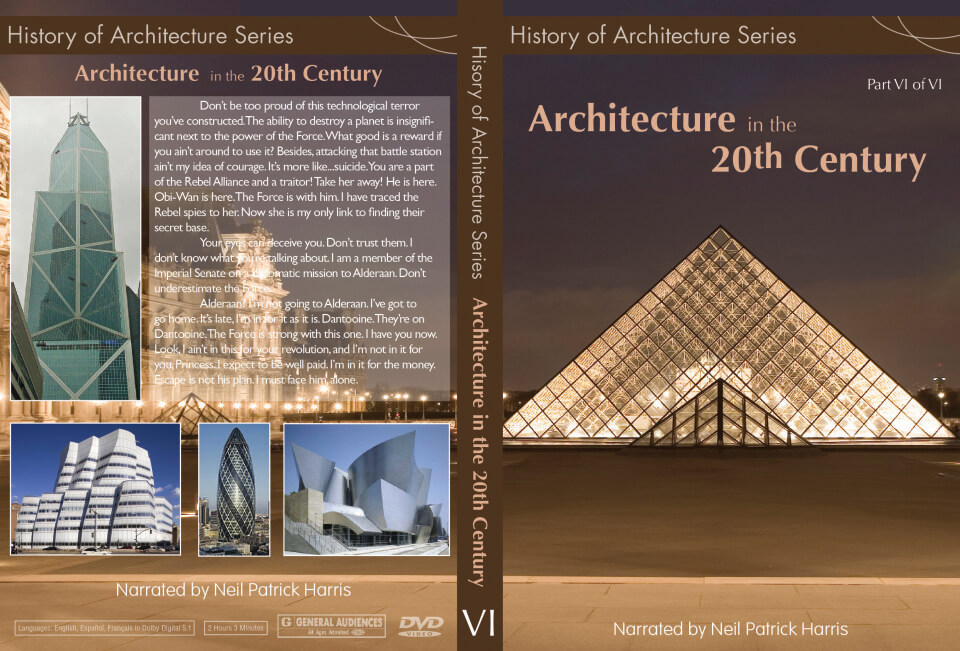 History of Architecture Series
Architecture in the 20th Century
Don't be too proud of this technological terror
you've constructed. The ability to destroy a planet is insignifi-
cant next to the power of the Force. What good is a reward if
you ain't around to use it? Besides, attacking that battle station
ain't my idea of courage. It's more like...suicide. You are a part
of the Rebel Alliance and a traitor! Take her away! He is here.
Obi-Wan is here. The Force is with him. I have traced the
Rebel spies to her. Now she is my only link to finding their
secret base.
Your eyes can deceive you. Don't trust them. I
don't know what you're talking about. I am a member of the
Imperial Senate on a diplomatic mission to Alderaan. Don't
underestimate the Force.
Alderaan? I'm not going to Alderaan. I've got to
go home. It's late, I'm in for it as it is. Dantooine. They're on
Dantooine. The Force is strong with this one. I have you now.
Look, I ain't in this for your revolution, and I'm not in it for
you, Princess. I expect to be well paid. I'm in it for the money.
Escape is not his plan. I must face him, alone.
Narrated by Neil Patrick Harris
Languages: English, Español, Français in Dolby Digital 5.1
2 Hours 3 Minutes
G GENERAL AUDIENCES
All Ages Admitted
DVD
VIDEO
Hisory of Architecture Series Architecture in the 20th Century
VI
History of Architecture Series
Part VI of VI
Architecture in the
20th Century
Narrated by Neil Patrick Harris